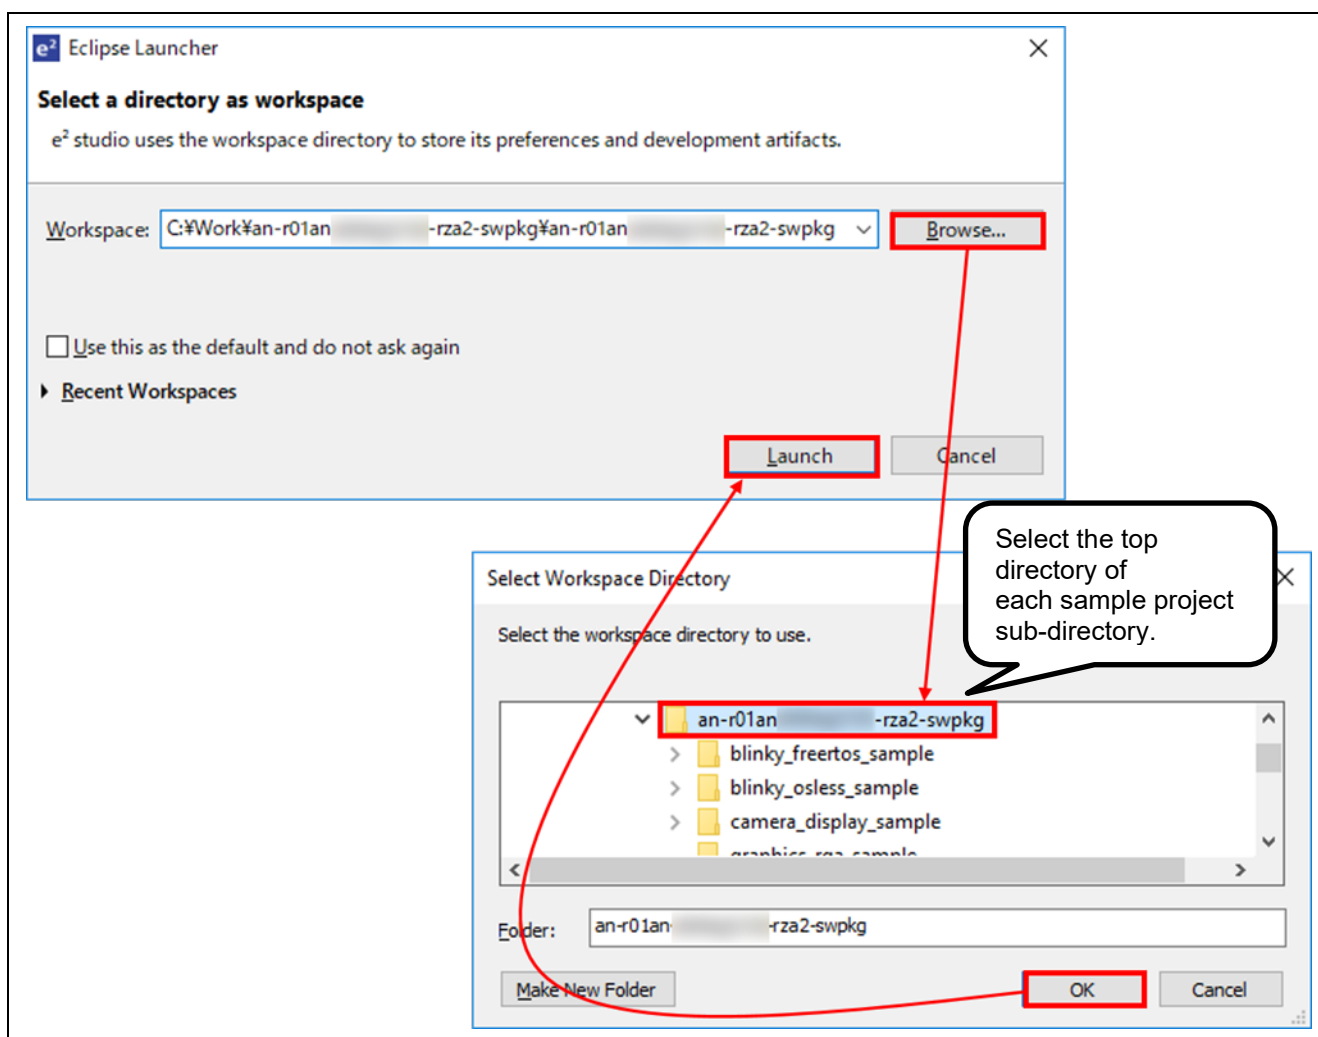 e² Eclipse Launcher
Select a directory as workspace
e² studio uses the workspace directory to store its preferences and development artifacts.
Workspace: C:¥Work¥an-r01an -rza2-swpkg¥an-r01an -rza2-swpkg Browse...
Use this as the default and do not ask again
Recent Workspaces
Launch Cancel
Select the top
directory of
each sample project
sub-directory.
Select Workspace Directory
Select the workspace directory to use.
an-r01an -rza2-swpkg
blinky_freertos_sample
blinky_osless_sample
camera_display_sample
graphics_rga_sample
Folder: an-r01an- -rza2-swpkg
Make New Folder OK Cancel